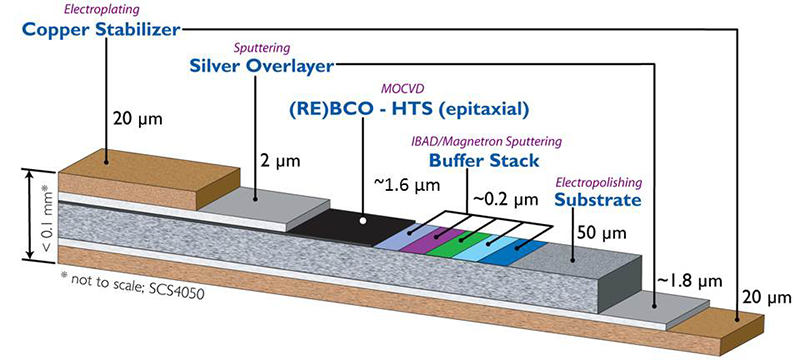 Electroplating
Copper Stabilizer
Sputtering
Silver Overlayer
MOCVD
(RE)BCO - HTS (epitaxial)
IBAD/Magnetron Sputtering
Buffer Stack
Electropolishing
Substrate
20 µm
2 µm
~1.6 µm
~0.2 µm
50 µm
~1.8 µm
20 µm
< 0.1 mm*
* not to scale; SCS4050